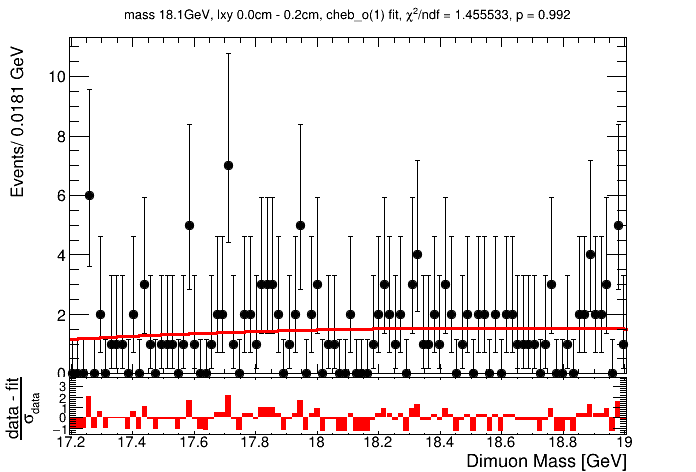 mass 18.1GeV, lxy 0.0cm - 0.2cm, cheb_o(1) fit, χ²/ndf = 1.455533, p = 0.992
Events/ 0.0181 GeV
10
8
6
4
2
0
data - fit
σdata
3
2
1
0
−1
17.2 17.4 17.6 17.8 18 18.2 18.4 18.6 18.8 19
Dimuon Mass [GeV]